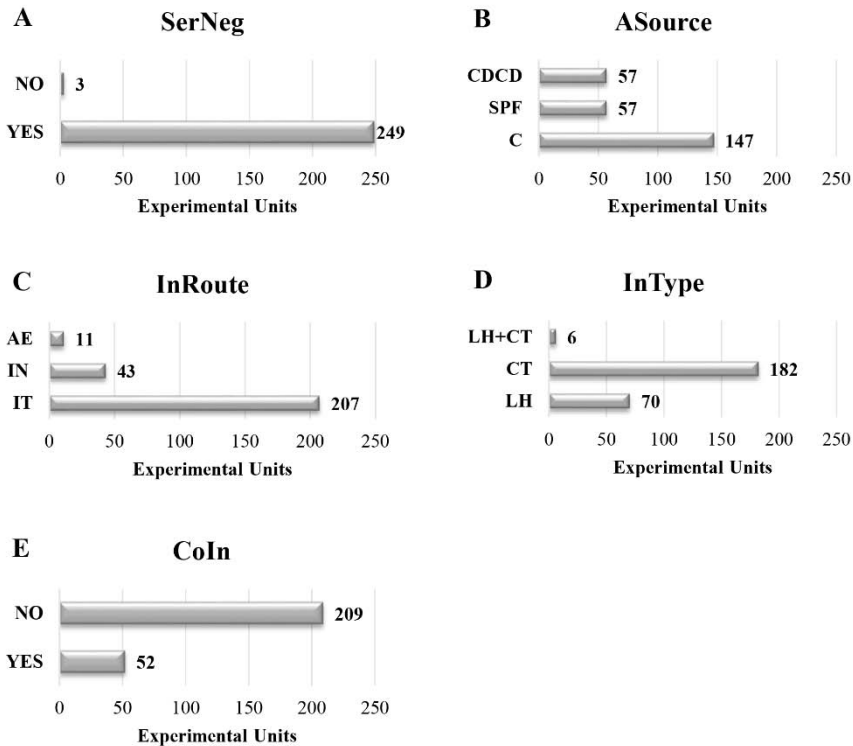 A SerNeg
NO 3
YES 249
0 50 100 150 200 250
Experimental Units
B ASource
CDCD 57
SPF 57
C 147
0 50 100 150 200 250
Experimental Units
C InRoute
AE 11
IN 43
IT 207
0 50 100 150 200 250
Experimental Units
D InType
LH+CT 6
CT 182
LH 70
0 50 100 150 200 250
Experimental Units
E CoIn
NO 209
YES 52
0 50 100 150 200 250
Experimental Units